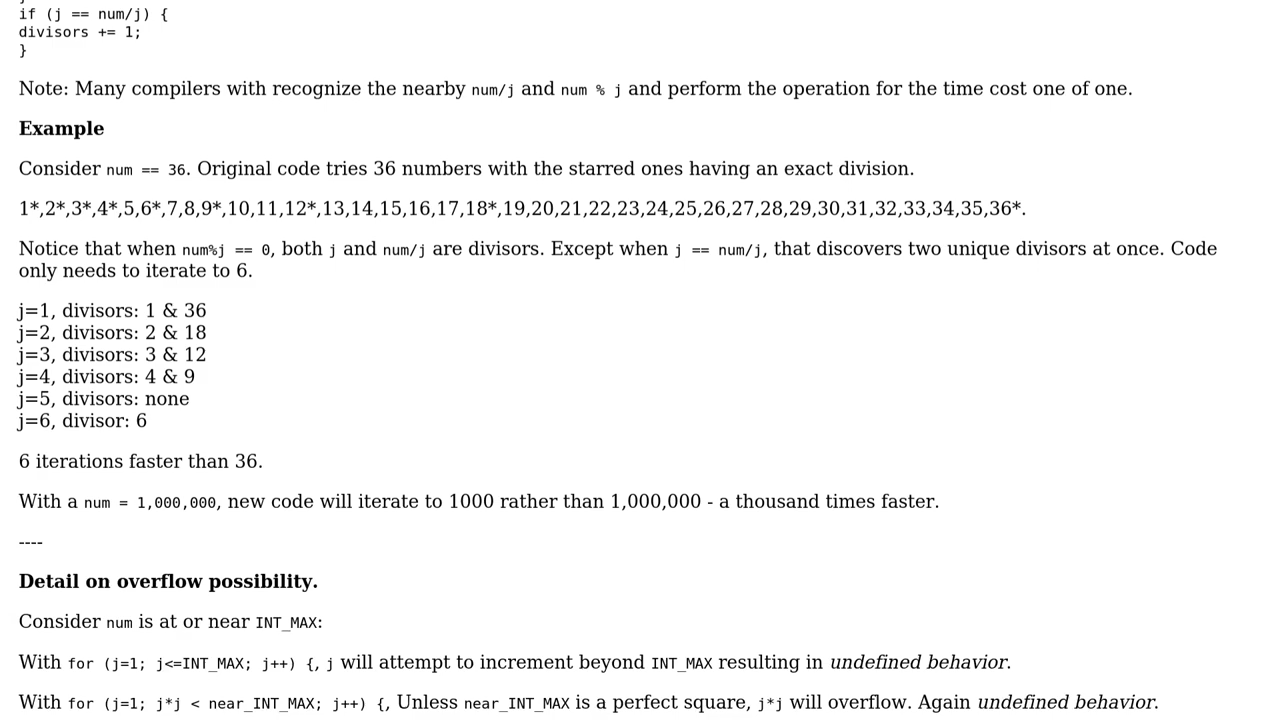 if (j == num/j) {
divisors += 1;
}
Note: Many compilers with recognize the nearby num/j and num % j and perform the operation for the time cost one of one.
Example
Consider num == 36. Original code tries 36 numbers with the starred ones having an exact division.
1*,2*,3*,4*,5,6*,7,8,9*,10,11,12*,13,14,15,16,17,18*,19,20,21,22,23,24,25,26,27,28,29,30,31,32,33,34,35,36*.
Notice that when num%j == 0, both j and num/j are divisors. Except when j == num/j, that discovers two unique divisors at once. Code
only needs to iterate to 6.
j=1, divisors: 1 & 36
j=2, divisors: 2 & 18
j=3, divisors: 3 & 12
j=4, divisors: 4 & 9
j=5, divisors: none
j=6, divisor: 6
6 iterations faster than 36.
With a num = 1,000,000, new code will iterate to 1000 rather than 1,000,000 - a thousand times faster.
----
Detail on overflow possibility.
Consider num is at or near INT_MAX:
With for (j=1; j<=INT_MAX; j++) {, j will attempt to increment beyond INT_MAX resulting in undefined behavior.
With for (j=1; j*j < near_INT_MAX; j++) {, Unless near_INT_MAX is a perfect square, j*j will overflow. Again undefined behavior.